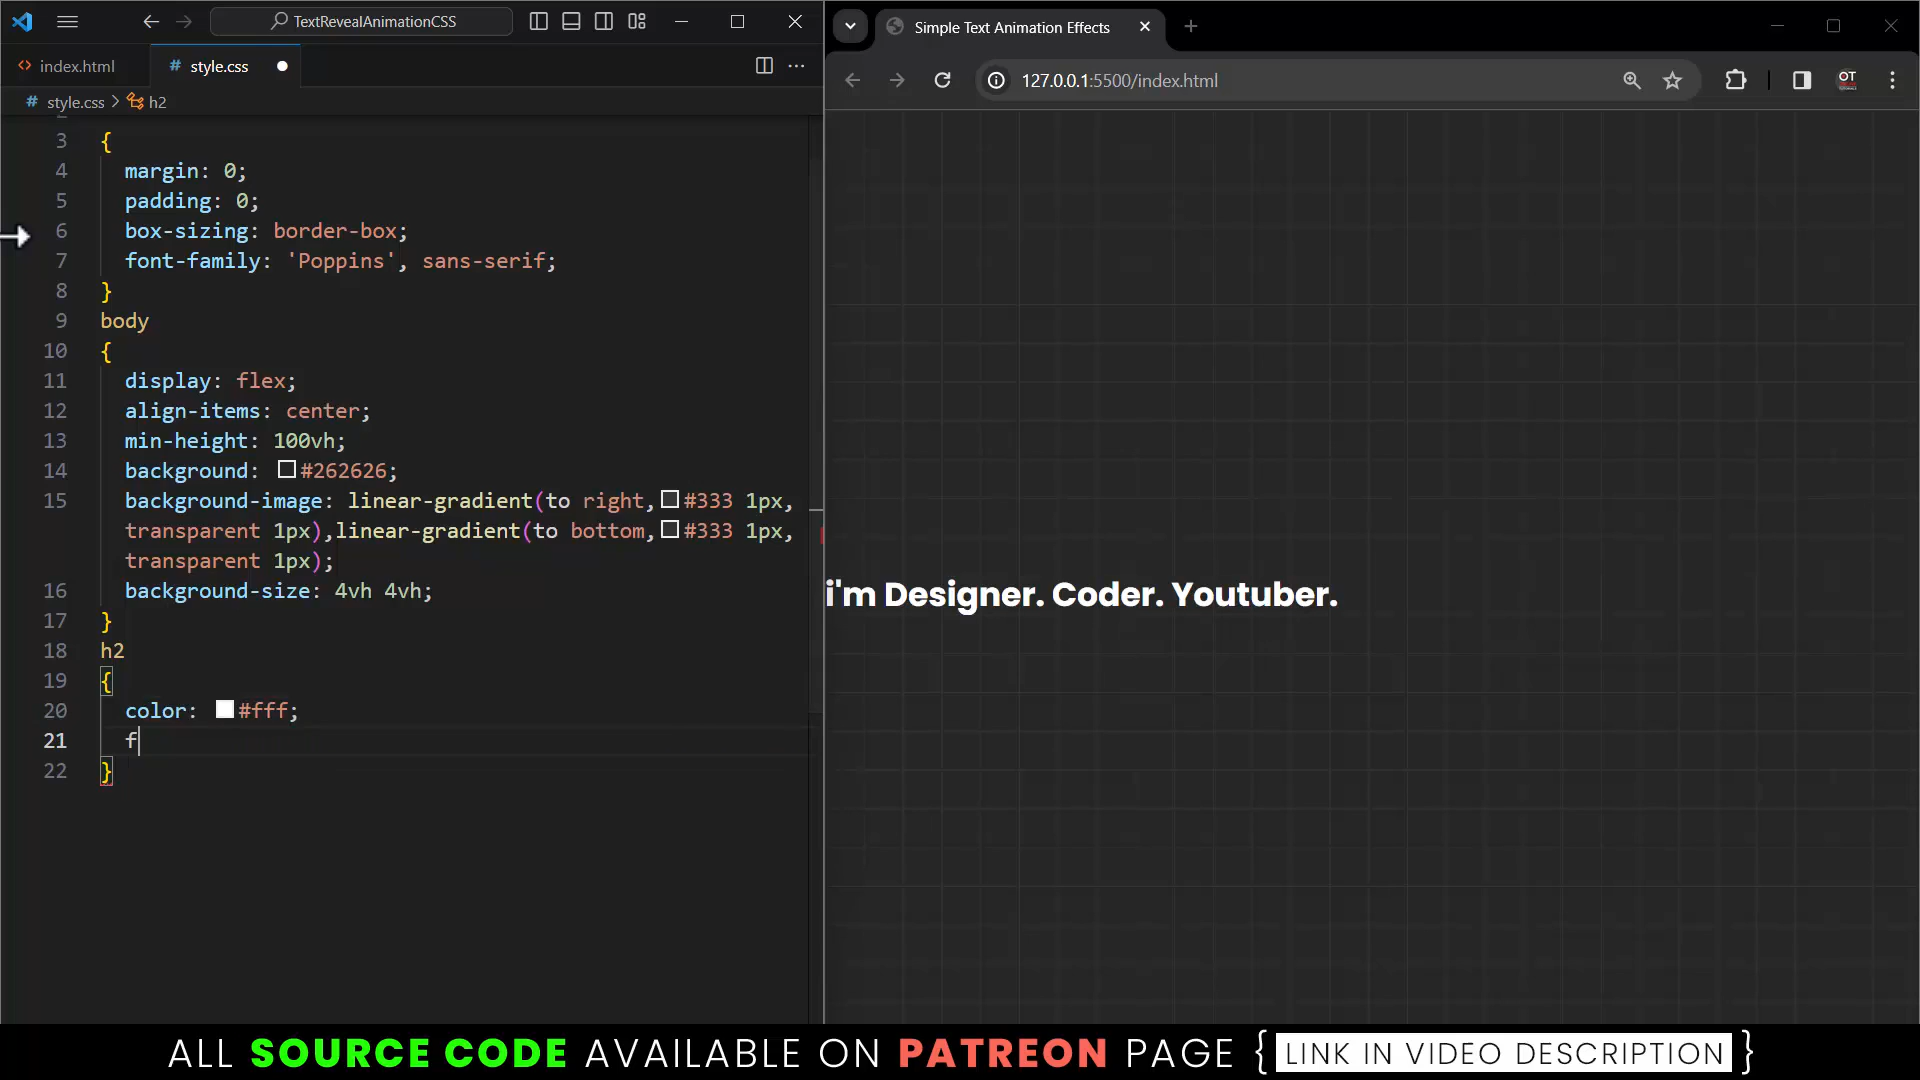 TextRevealAnimationCSS
index.html
# style.css
# style.css > h2
2
3 {
4 margin: 0;
5 padding: 0;
6 box-sizing: border-box;
7 font-family: 'Poppins', sans-serif;
8 }
9 body
10 {
11 display: flex;
12 align-items: center;
13 min-height: 100vh;
14 background: #262626;
15 background-image: linear-gradient(to right, #333 1px,
transparent 1px),linear-gradient(to bottom, #333 1px,
transparent 1px);
16 background-size: 4vh 4vh;
17 }
18 h2
19 {
20 color: #fff;
21 f
22 }
Simple Text Animation Effects
127.0.0.1:5500/index.html
OT
i'm Designer. Coder. Youtuber.
ALL SOURCE CODE AVAILABLE ON PATREON PAGE { LINK IN VIDEO DESCRIPTION }